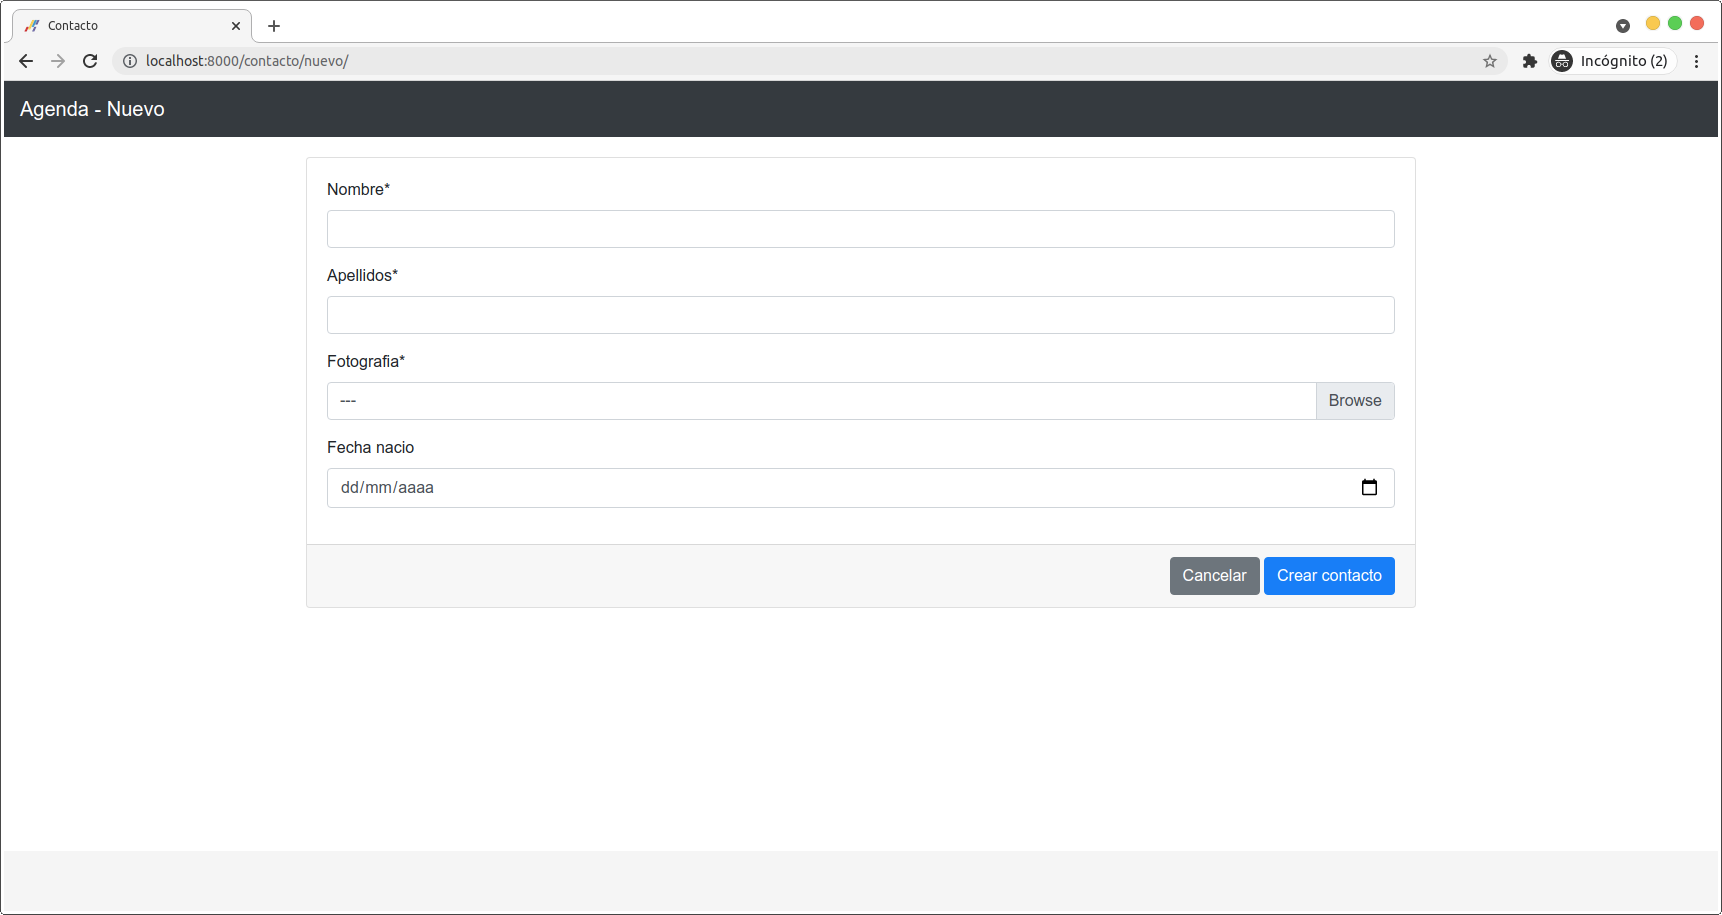 Contacto
localhost:8000/contacto/nuevo/
Incógnito (2)
Agenda - Nuevo
Nombre*
Apellidos*
Fotografia*
---
Browse
Fecha nacio
dd/mm/aaaa
Cancelar
Crear contacto